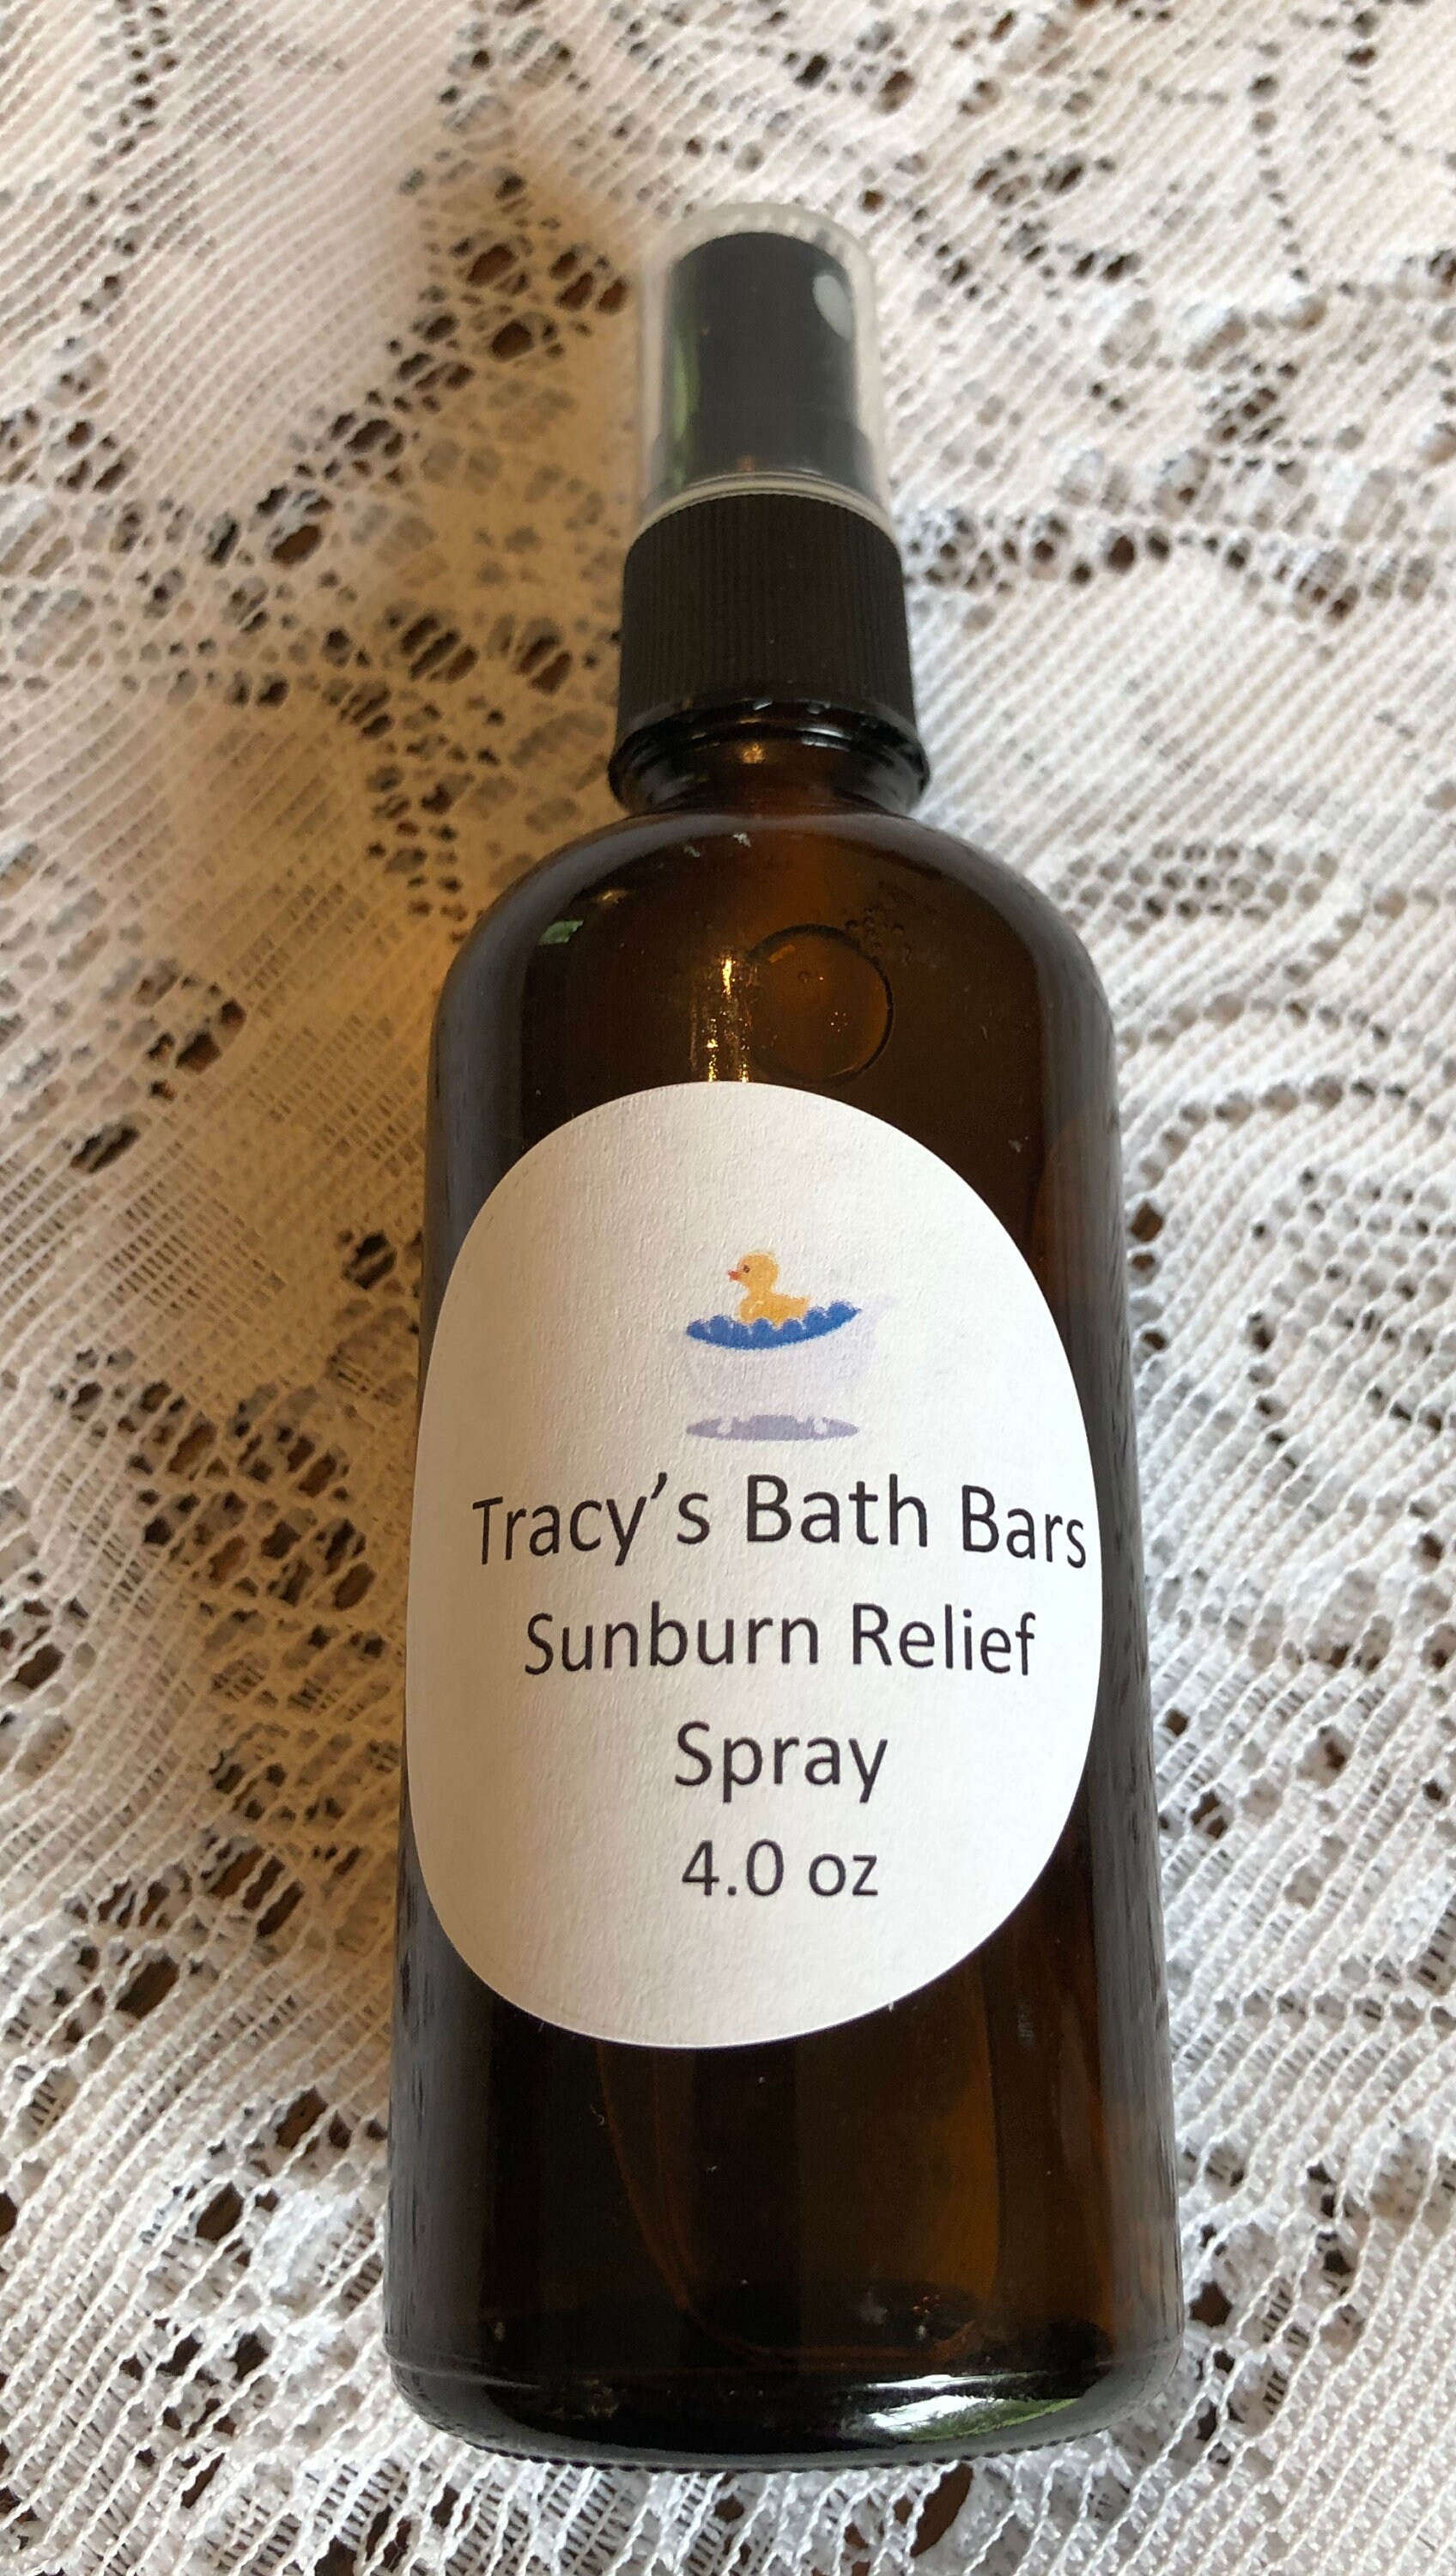 Tracy’s Bath Bars
Sunburn Relief
Spray
4.0 oz